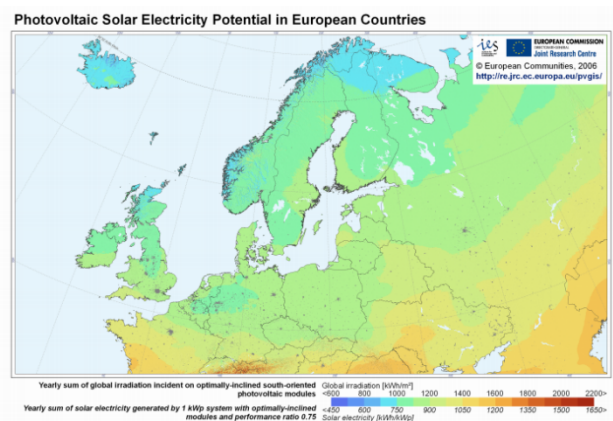 Photovoltaic Solar Electricity Potential in European Countries
ies
EUROPEAN COMMISSION
DIRECTORATE-GENERAL
Joint Research Centre
© European Communities, 2006
http://re.jrc.ec.europa.eu/pvgis/
Yearly sum of global irradiation incident on optimally-inclined south-oriented
photovoltaic modules
Yearly sum of solar electricity generated by 1 kWp system with optimally-inclined
modules and performance ratio 0.75
Global irradiation [kWh/m²]
<600 800 1000 1200 1400 1600 1800 2000 2200>
<450 600 750 900 1050 1200 1350 1500 1650>
Solar electricity [kWh/kWp]